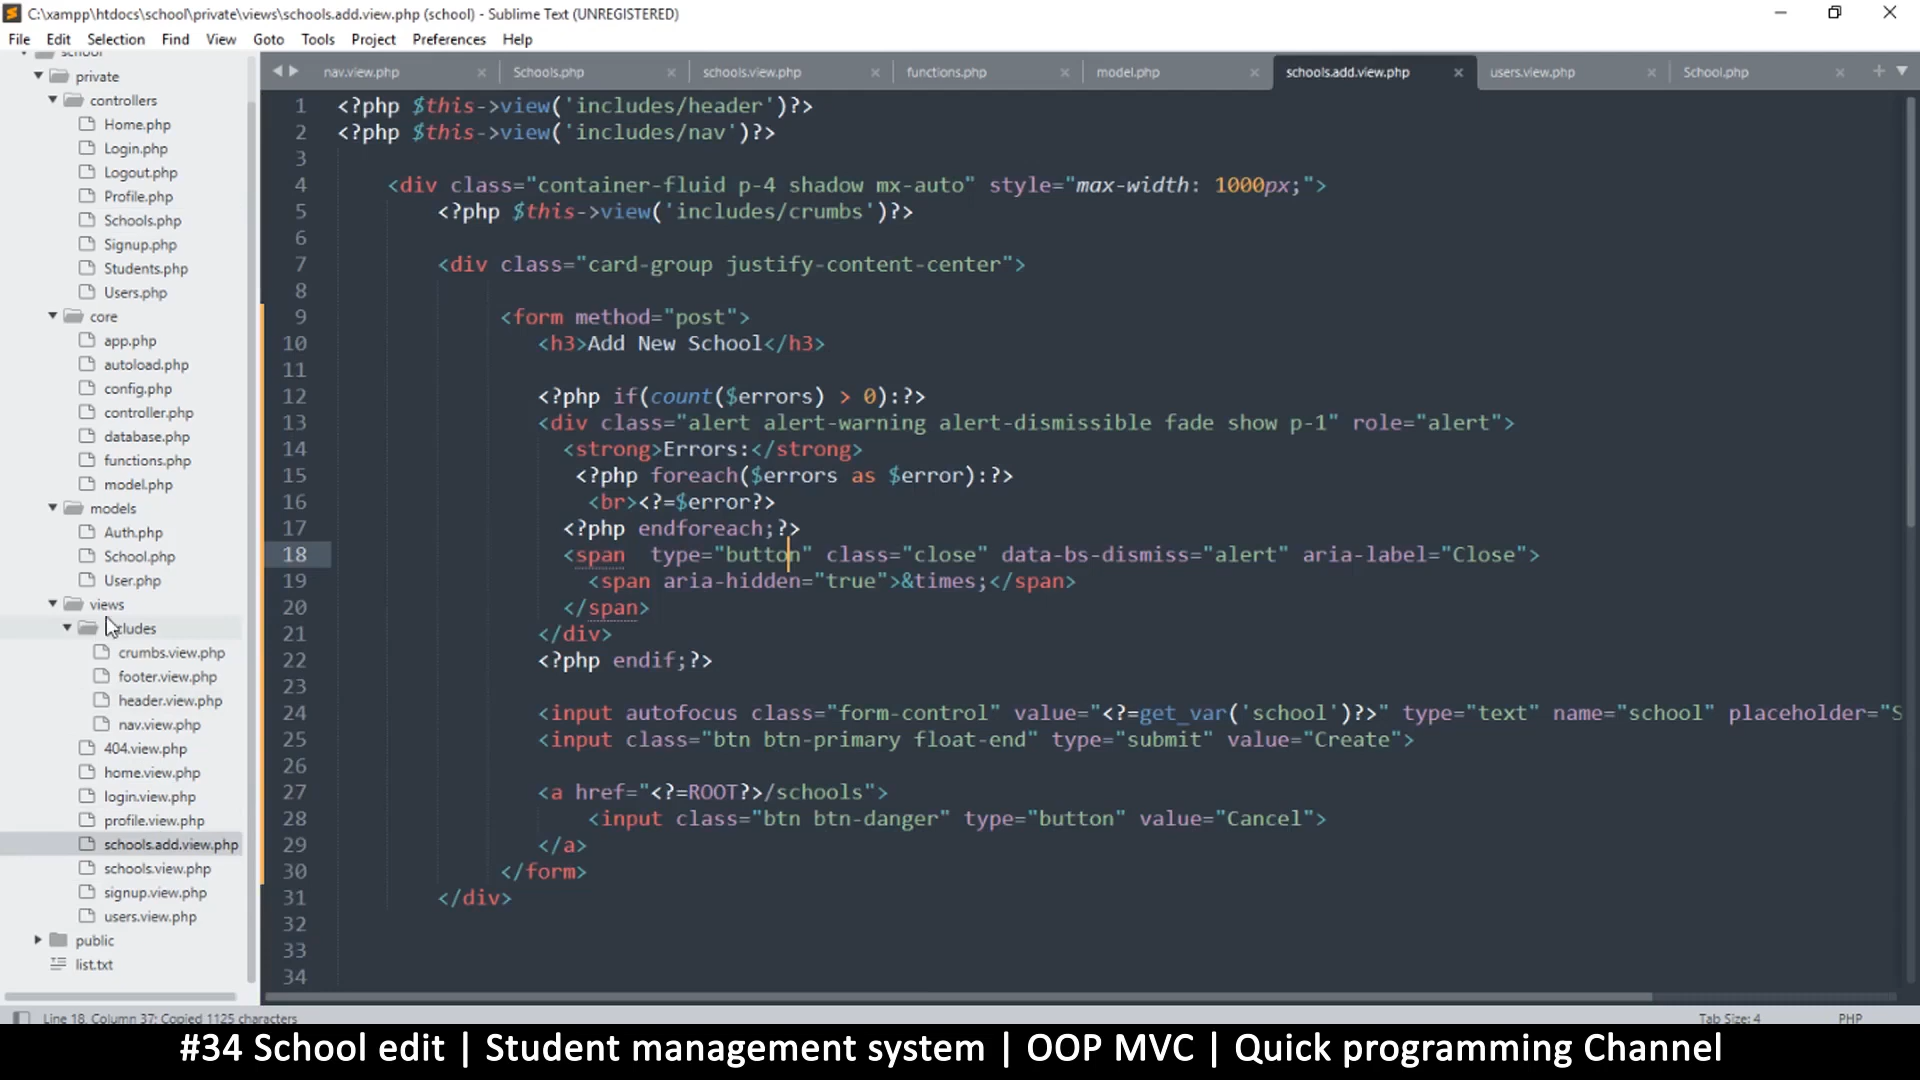 C:\xampp\htdocs\school\private\views\schools.add.view.php (school) - Sublime Text (UNREGISTERED)
File Edit Selection Find View Goto Tools Project Preferences Help
school
private
controllers
Home.php
Login.php
Logout.php
Profile.php
Schools.php
Signup.php
Students.php
Users.php
core
app.php
autoload.php
config.php
controller.php
database.php
functions.php
model.php
models
Auth.php
School.php
User.php
views
crumbs.view.php
footer.view.php
header.view.php
nav.view.php
404.view.php
home.view.php
login.view.php
profile.view.php
schools.add.view.php
schools.view.php
signup.view.php
users.view.php
public
list.txt
nav.view.php Schools.php schools.view.php functions.php model.php schools.add.view.php users.view.php School.php
1 <?php $this->view('includes/header')?>
2 <?php $this->view('includes/nav')?>
3
4 <div class="container-fluid p-4 shadow mx-auto" style="max-width: 1000px;">
5 <?php $this->view('includes/crumbs')?>
6
7 <div class="card-group justify-content-center">
8
9 <form method="post">
10 <h3>Add New School</h3>
11
12 <?php if(count($errors) > 0):?>
13 <div class="alert alert-warning alert-dismissible fade show p-1" role="alert">
14 <strong>Errors:</strong>
15 <?php foreach($errors as $error):?>
16 <br><?=$error?>
17 <?php endforeach;?>
18 <span  type="button" class="close" data-bs-dismiss="alert" aria-label="Close">
19 <span aria-hidden="true">&times;</span>
20 </span>
21 </div>
22 <?php endif;?>
23
24 <input autofocus class="form-control" value="<?=get_var('school')?>" type="text" name="school" placeholder="S
25 <input class="btn btn-primary float-end" type="submit" value="Create">
26
27 <a href="<?=ROOT?>/schools">
28 <input class="btn btn-danger" type="button" value="Cancel">
29 </a>
30 </form>
31 </div>
32
33
34
Line 18, Column 37; Copied 1125 characters Tab Size: 4 PHP
#34 School edit | Student management system | OOP MVC | Quick programming Channel